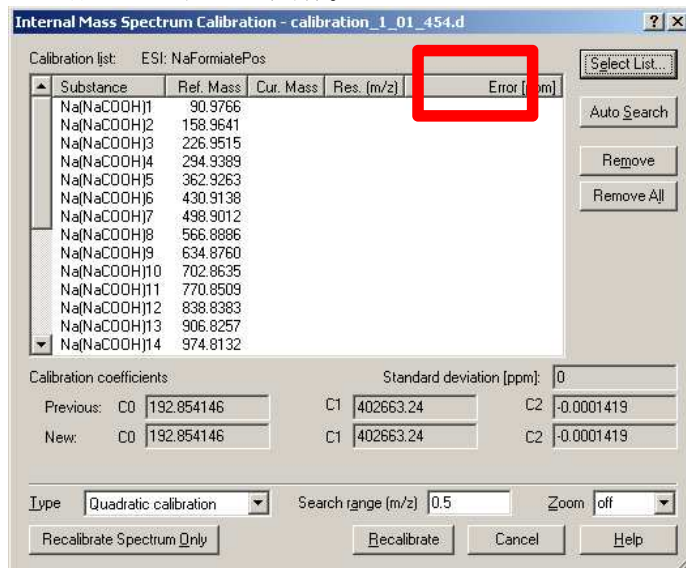 Internal Mass Spectrum Calibration - calibration_1_01_454.d
Calibration list: ESI: NaFormiatePos
Select List...
Substance Ref. Mass Cur. Mass Res. (m/z) Error [ppm]
Na(NaCOOH)1 90.9766
Na(NaCOOH)2 158.9641
Auto Search
Na(NaCOOH)3 226.9515
Na(NaCOOH)4 294.9389
Remove
Na(NaCOOH)5 362.9263
Na(NaCOOH)6 430.9138
Remove All
Na(NaCOOH)7 498.9012
Na(NaCOOH)8 566.8886
Na(NaCOOH)9 634.8760
Na(NaCOOH)10 702.8635
Na(NaCOOH)11 770.8509
Na(NaCOOH)12 838.8383
Na(NaCOOH)13 906.8257
Na(NaCOOH)14 974.8132
Calibration coefficients Standard deviation [ppm]: 0
Previous: C0 192.854146 C1 402663.24 C2 -0.0001419
New: C0 192.854146 C1 402663.24 C2 -0.0001419
Type Quadratic calibration Search range (m/z) 0.5 Zoom off
Recalibrate Spectrum Only Recalibrate Cancel Help